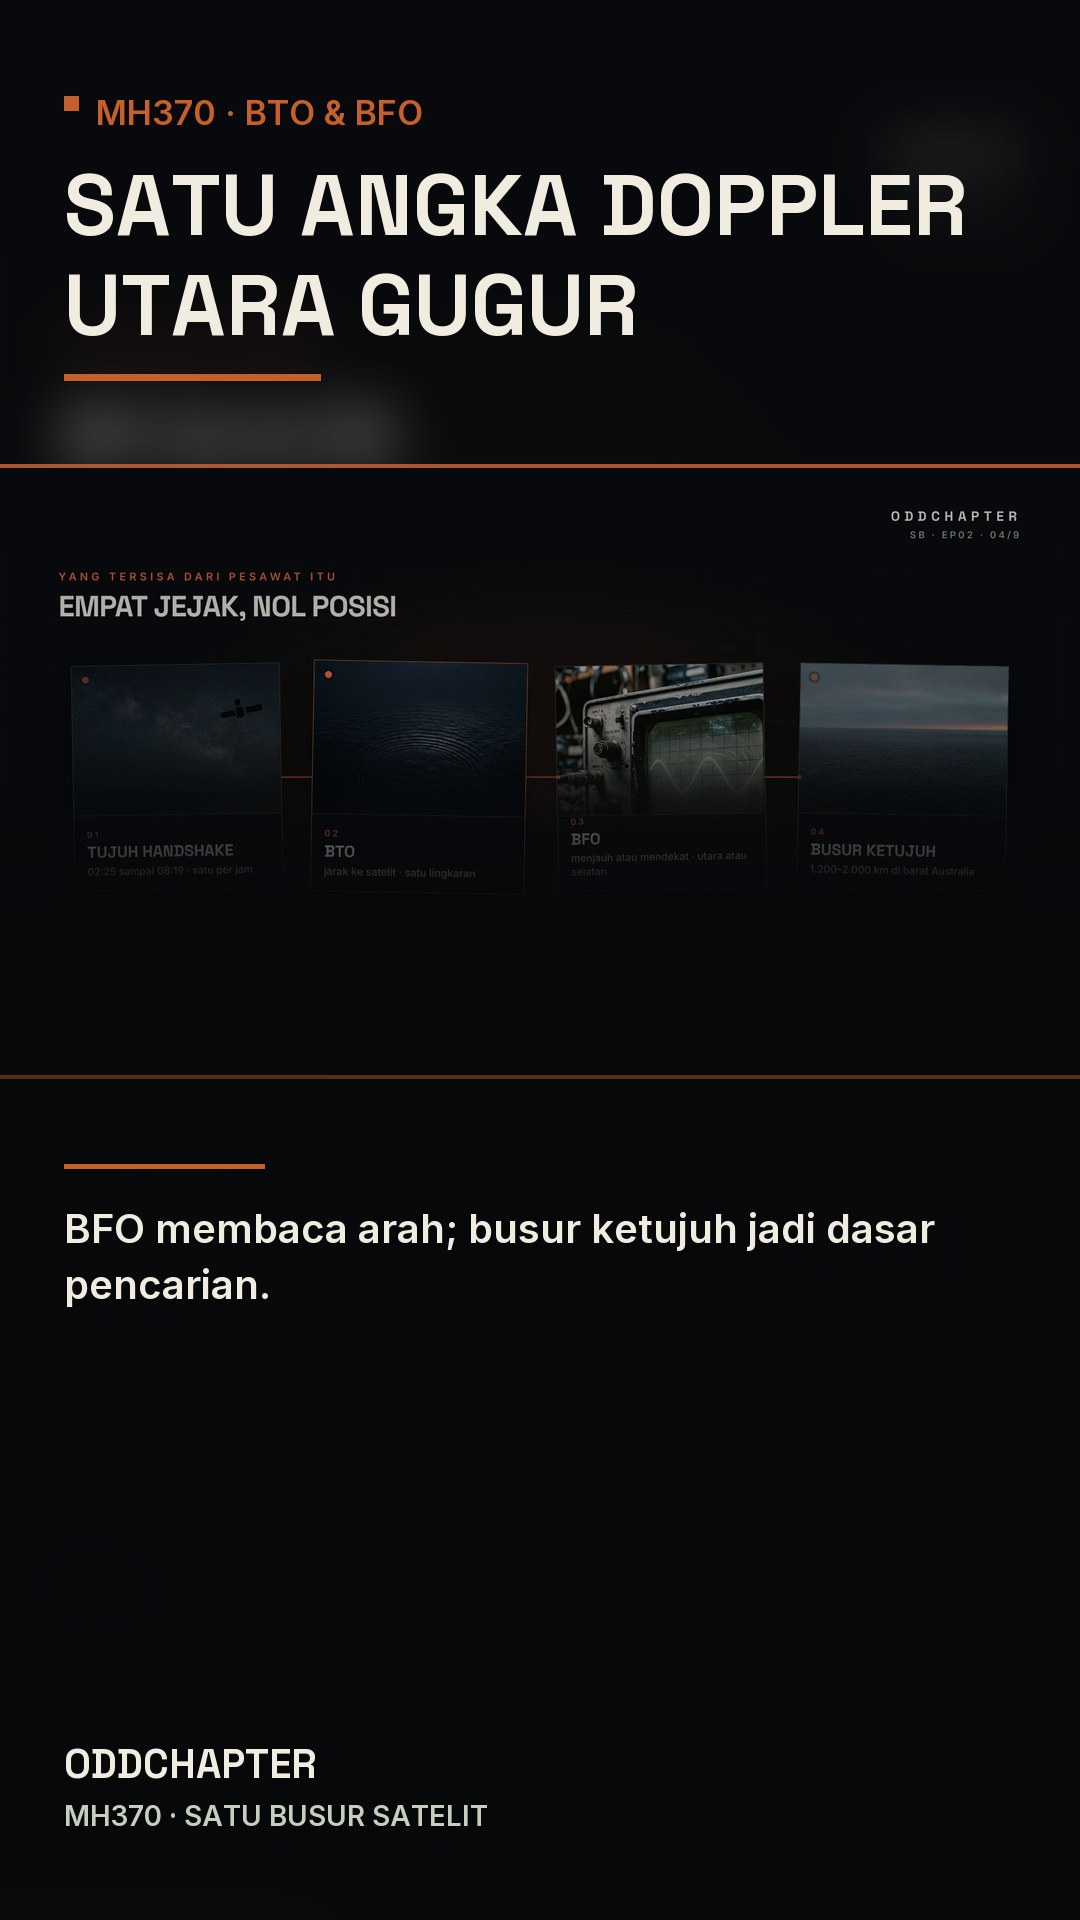 MH370 · BTO & BFO
SATU ANGKA DOPPLER
UTARA GUGUR
ODDCHAPTER
SB · EP02 · 04/9
YANG TERSISA DARI PESAWAT ITU
EMPAT JEJAK, NOL POSISI
01
TUJUH HANDSHAKE
02:25 sampai 08:19 · satu per jam
02
BTO
jarak ke satelit · satu lingkaran
03
BFO
menjauh atau mendekat · utara atau
selatan
04
BUSUR KETUJUH
1.200–2.000 km di barat Australia
BFO membaca arah; busur ketujuh jadi dasar
pencarian.
ODDCHAPTER
MH370 · SATU BUSUR SATELIT